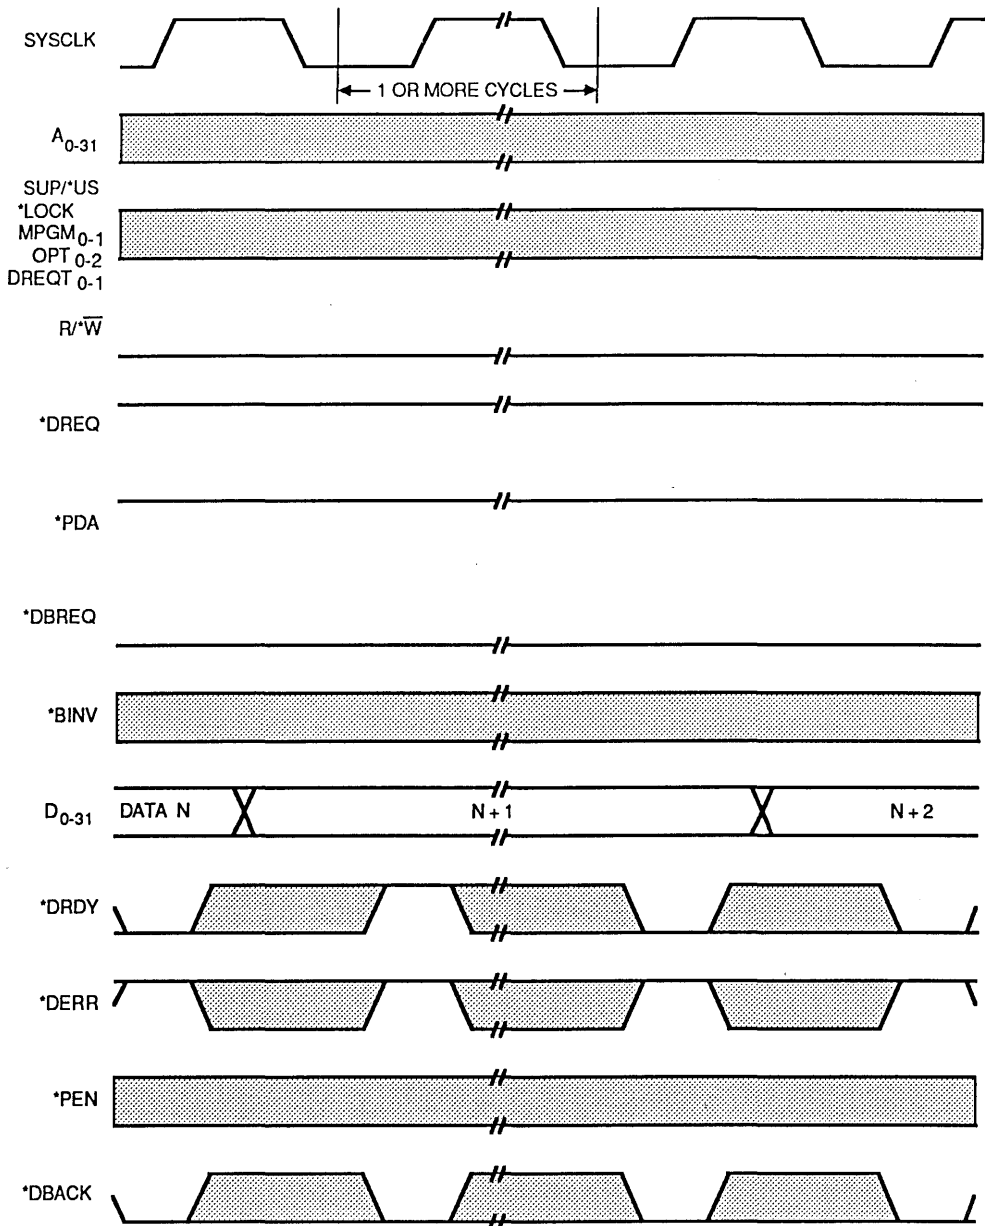 SYSCLK
1 OR MORE CYCLES
A0-31
SUP/*US
*LOCK
MPGM0-1
OPT0-2
DREQT0-1
R/*W̅
*DREQ
*PDA
*DBREQ
*BINV
D0-31 DATA N N + 1 N + 2
*DRDY
*DERR
*PEN
*DBACK